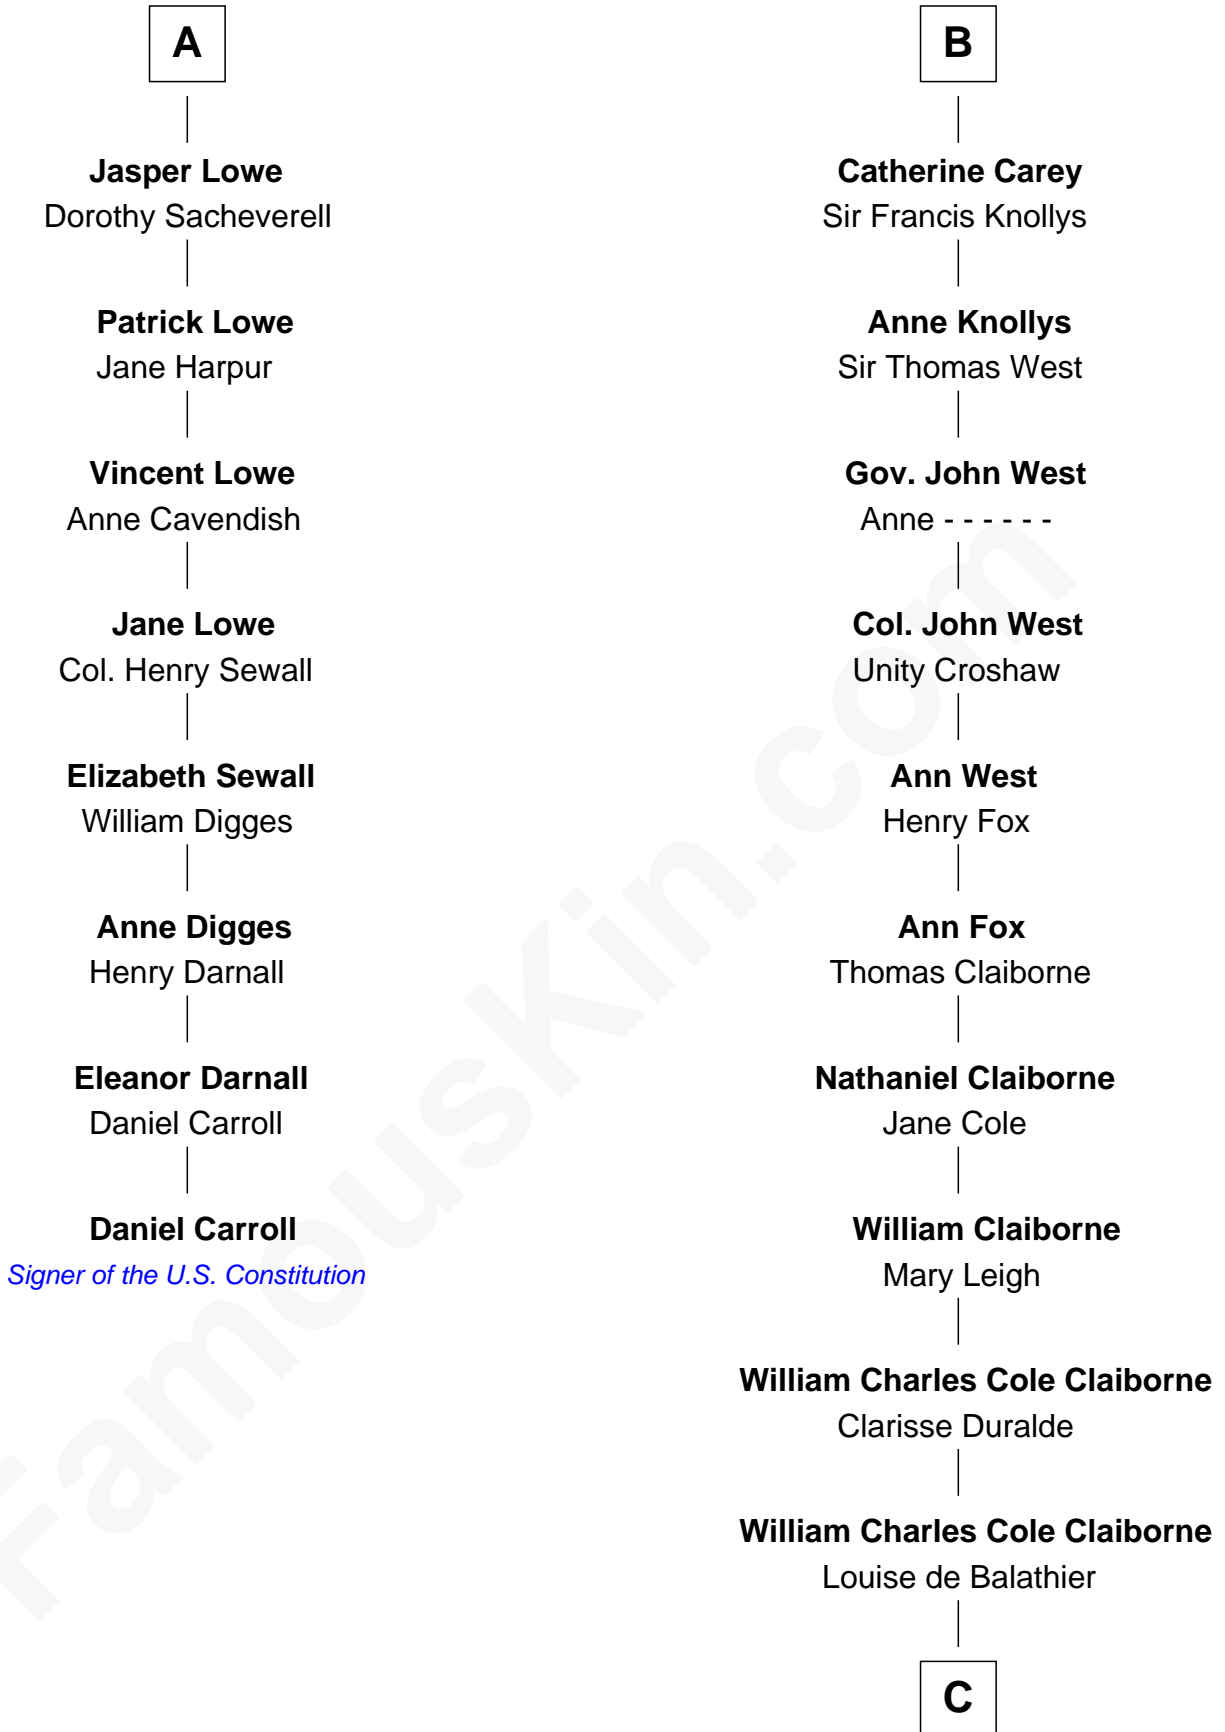 A
Jasper Lowe
Dorothy Sacheverell
Patrick Lowe
Jane Harpur
Vincent Lowe
Anne Cavendish
Jane Lowe
Col. Henry Sewall
Elizabeth Sewall
William Digges
Anne Digges
Henry Darnall
Eleanor Darnall
Daniel Carroll
Daniel Carroll
Signer of the U.S. Constitution
B
Catherine Carey
Sir Francis Knollys
Anne Knollys
Sir Thomas West
Gov. John West
Anne - - - - - -
Col. John West
Unity Croshaw
Ann West
Henry Fox
Ann Fox
Thomas Claiborne
Nathaniel Claiborne
Jane Cole
William Claiborne
Mary Leigh
William Charles Cole Claiborne
Clarisse Duralde
William Charles Cole Claiborne
Louise de Balathier
C
FamousKin.com